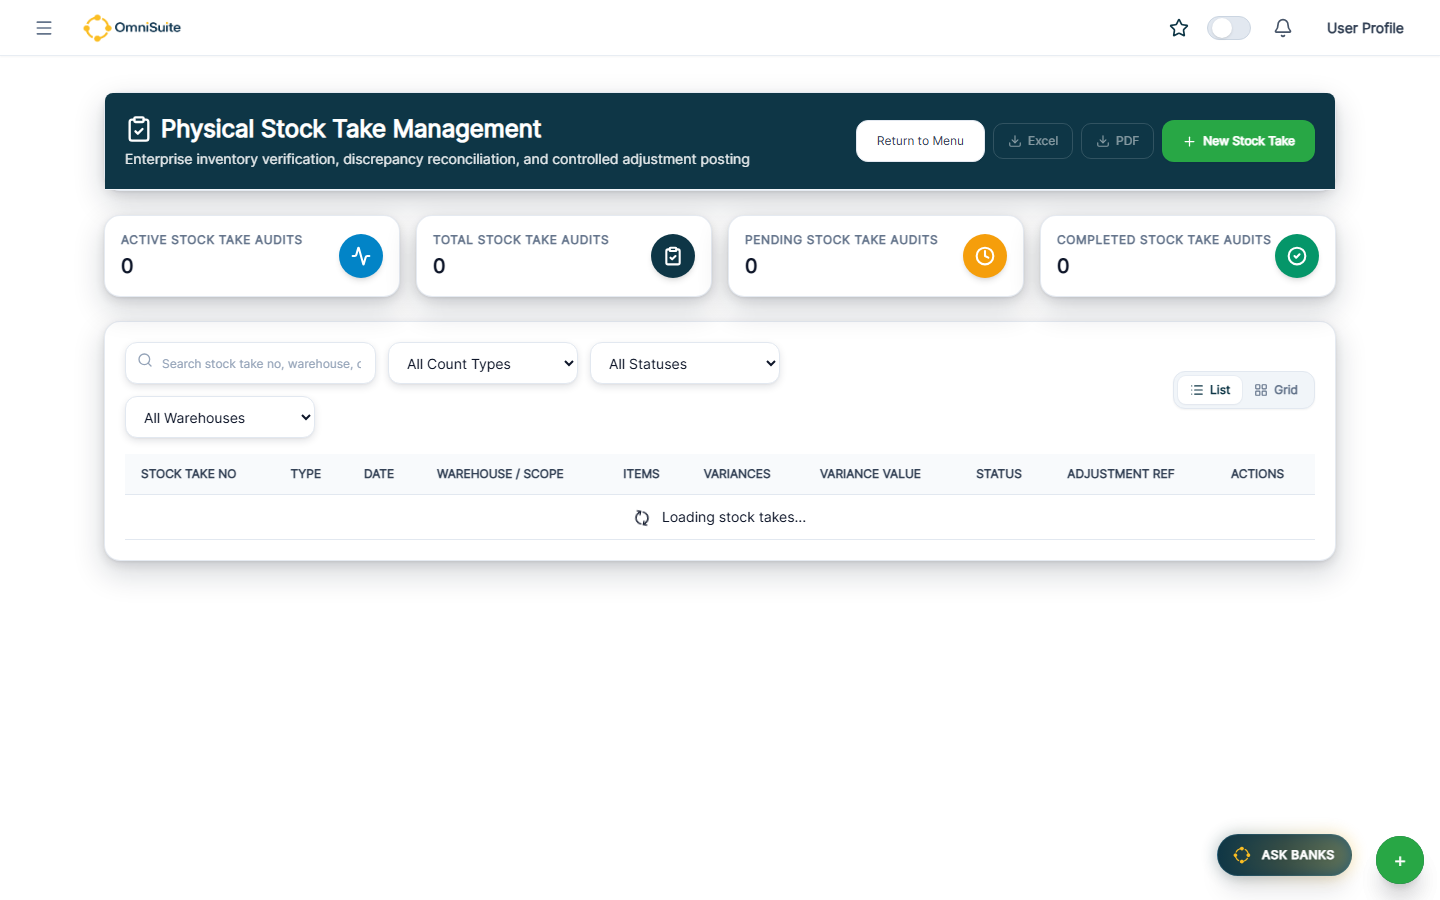 OmniSuite
User Profile
Physical Stock Take Management
Enterprise inventory verification, discrepancy reconciliation, and controlled adjustment posting
Return to Menu
Excel
PDF
New Stock Take
ACTIVE STOCK TAKE AUDITS
0
TOTAL STOCK TAKE AUDITS
0
PENDING STOCK TAKE AUDITS
0
COMPLETED STOCK TAKE AUDITS
0
Search stock take no, warehouse,
All Count Types
All Statuses
All Warehouses
List
Grid
STOCK TAKE NO
TYPE
DATE
WAREHOUSE / SCOPE
ITEMS
VARIANCES
VARIANCE VALUE
STATUS
ADJUSTMENT REF
ACTIONS
Loading stock takes...
ASK BANKS
+